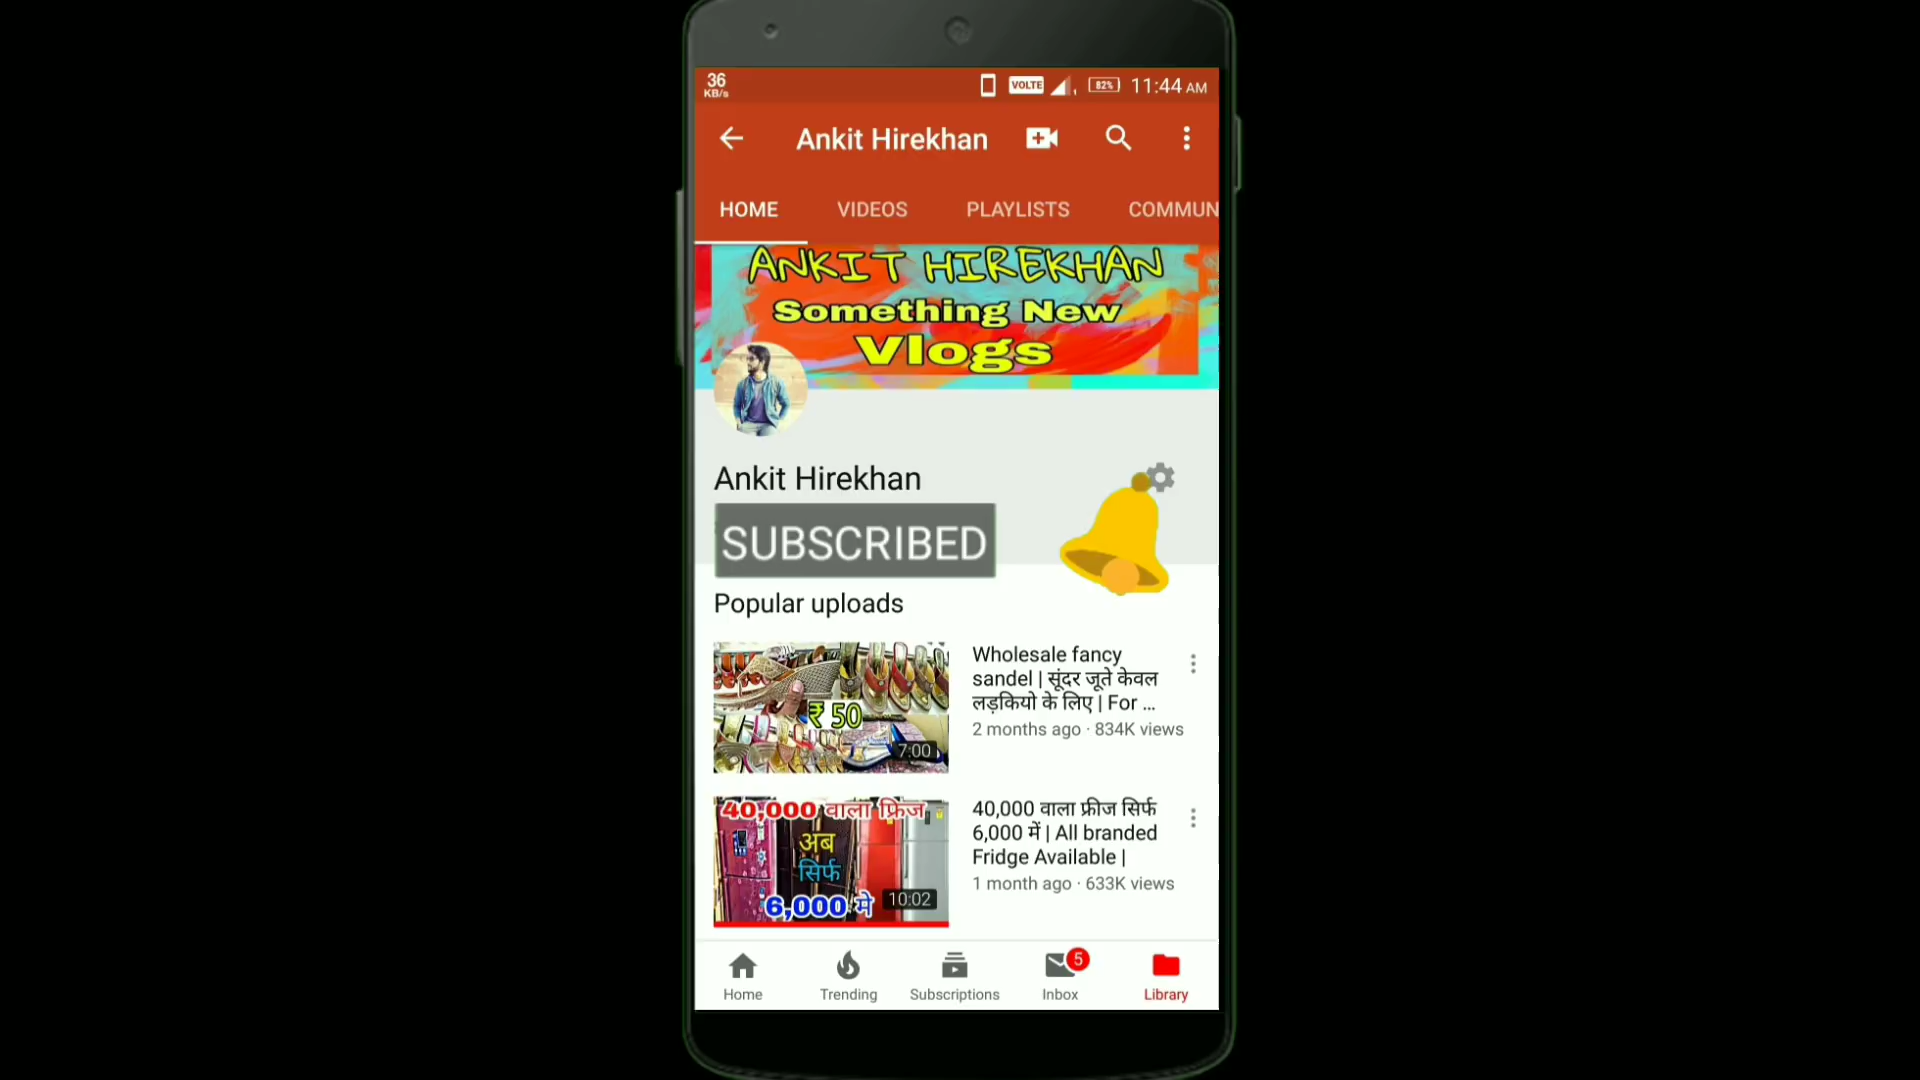 36
KB/s
VOLTE
82%
11:44 AM
Ankit Hirekhan
HOME
VIDEOS
PLAYLISTS
COMMUN
ANKIT HIREKHAN
Something New
Vlogs
Ankit Hirekhan
SUBSCRIBED
Popular uploads
₹ 50
7:00
Wholesale fancy
sandel | सूंदर जूते केवल
लड़कियो के लिए | For ...
2 months ago · 834K views
40,000 वाला फ्रिज
अब
सिर्फ
6,000 मे
10:02
40,000 वाला फ्रीज सिर्फ
6,000 में | All branded
Fridge Available |
1 month ago · 633K views
Home
Trending
Subscriptions
5
Inbox
Library